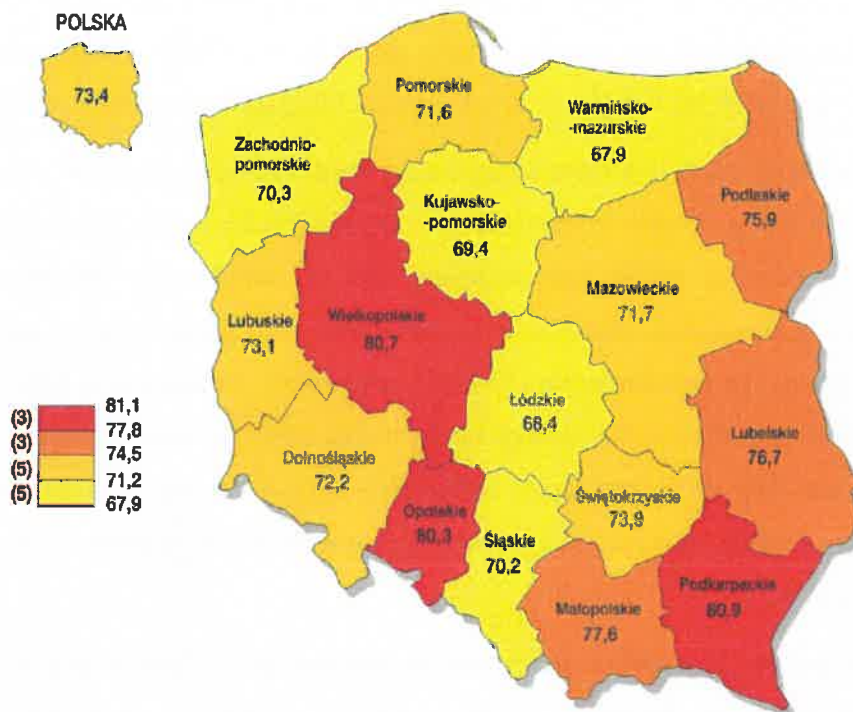 POLSKA
73,4
Pomorskie
71,6
Warmińsko-
-mazurskie
67,9
Zachodnio-
pomorskie
70,3
Podlaskie
75,9
Kujawsko-
-pomorskie
69,4
Mazowieckie
71,7
Lubuskie
73,1
Wielkopolskie
80,7
Łódzkie
68,4
Lubelskie
76,7
Dolnośląskie
72,2
Świętokrzyskie
73,9
Opolskie
80,3
Śląskie
70,2
Małopolskie
77,6
Podkarpackie
80,9
81,1
(3)
77,8
(3)
74,5
(5)
71,2
(5)
67,9